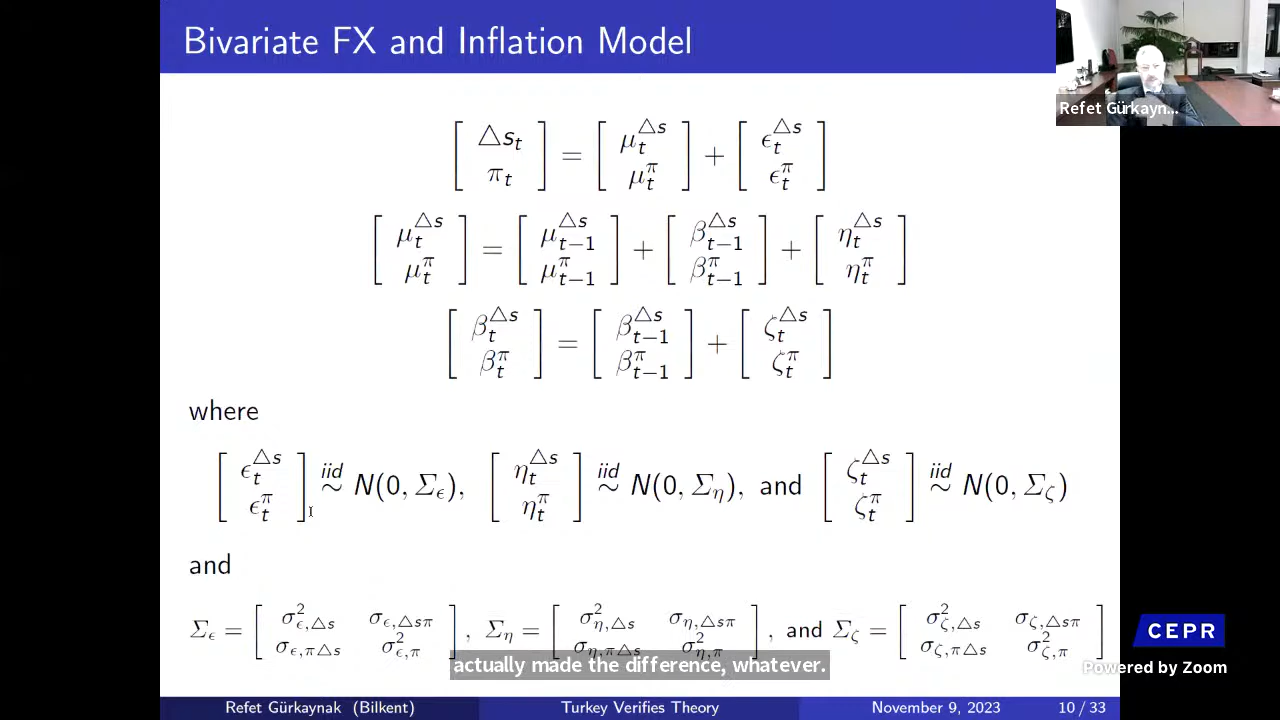 Bivariate FX and Inflation Model
Refet Gürkayn...
[ △s_t ; π_t ] = [ μ_t^{△s} ; μ_t^π ] + [ ϵ_t^{△s} ; ϵ_t^π ]
[ μ_t^{△s} ; μ_t^π ] = [ μ_{t−1}^{△s} ; μ_{t−1}^π ] + [ β_{t−1}^{△s} ; β_{t−1}^π ] + [ η_t^{△s} ; η_t^π ]
[ β_t^{△s} ; β_t^π ] = [ β_{t−1}^{△s} ; β_{t−1}^π ] + [ ζ_t^{△s} ; ζ_t^π ]
where
[ ϵ_t^{△s} ; ϵ_t^π ] iid ~ N(0, Σ_ϵ), [ η_t^{△s} ; η_t^π ] iid ~ N(0, Σ_η), and [ ζ_t^{△s} ; ζ_t^π ] iid ~ N(0, Σ_ζ)
and
Σ_ϵ = [ σ²_{ϵ,△s} σ_{ϵ,△sπ} ; σ_{ϵ,π△s} σ²_{ϵ,π} ], Σ_η = [ σ²_{η,△s} σ_{η,△sπ} ; σ_{η,π△s} σ²_{η,π} ], and Σ_ζ = [ σ²_{ζ,△s} σ_{ζ,△sπ} ; σ_{ζ,π△s} σ²_{ζ,π} ]
CEPR
actually made the difference, whatever.
Powered by Zoom
Refet Gürkaynak (Bilkent) Turkey Verifies Theory November 9, 2023 10 / 33